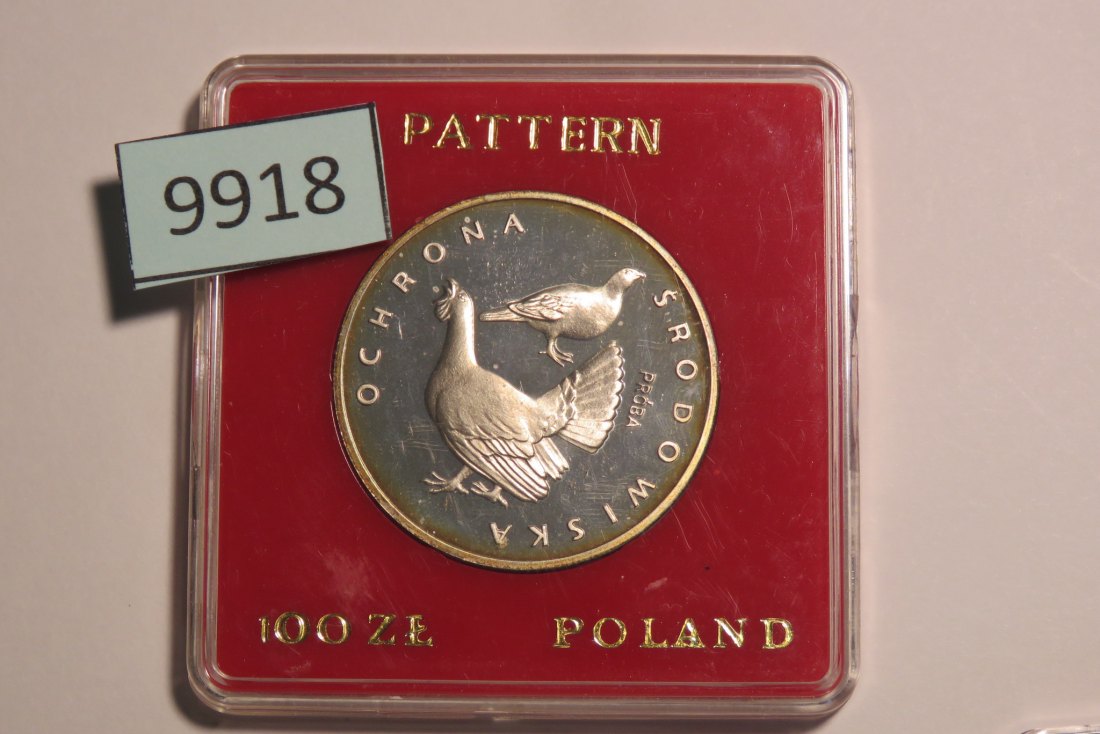 9918
PATTERN
OCHRONA ŚRODOWISKA
PRÓBA
100 ZŁ POLAND